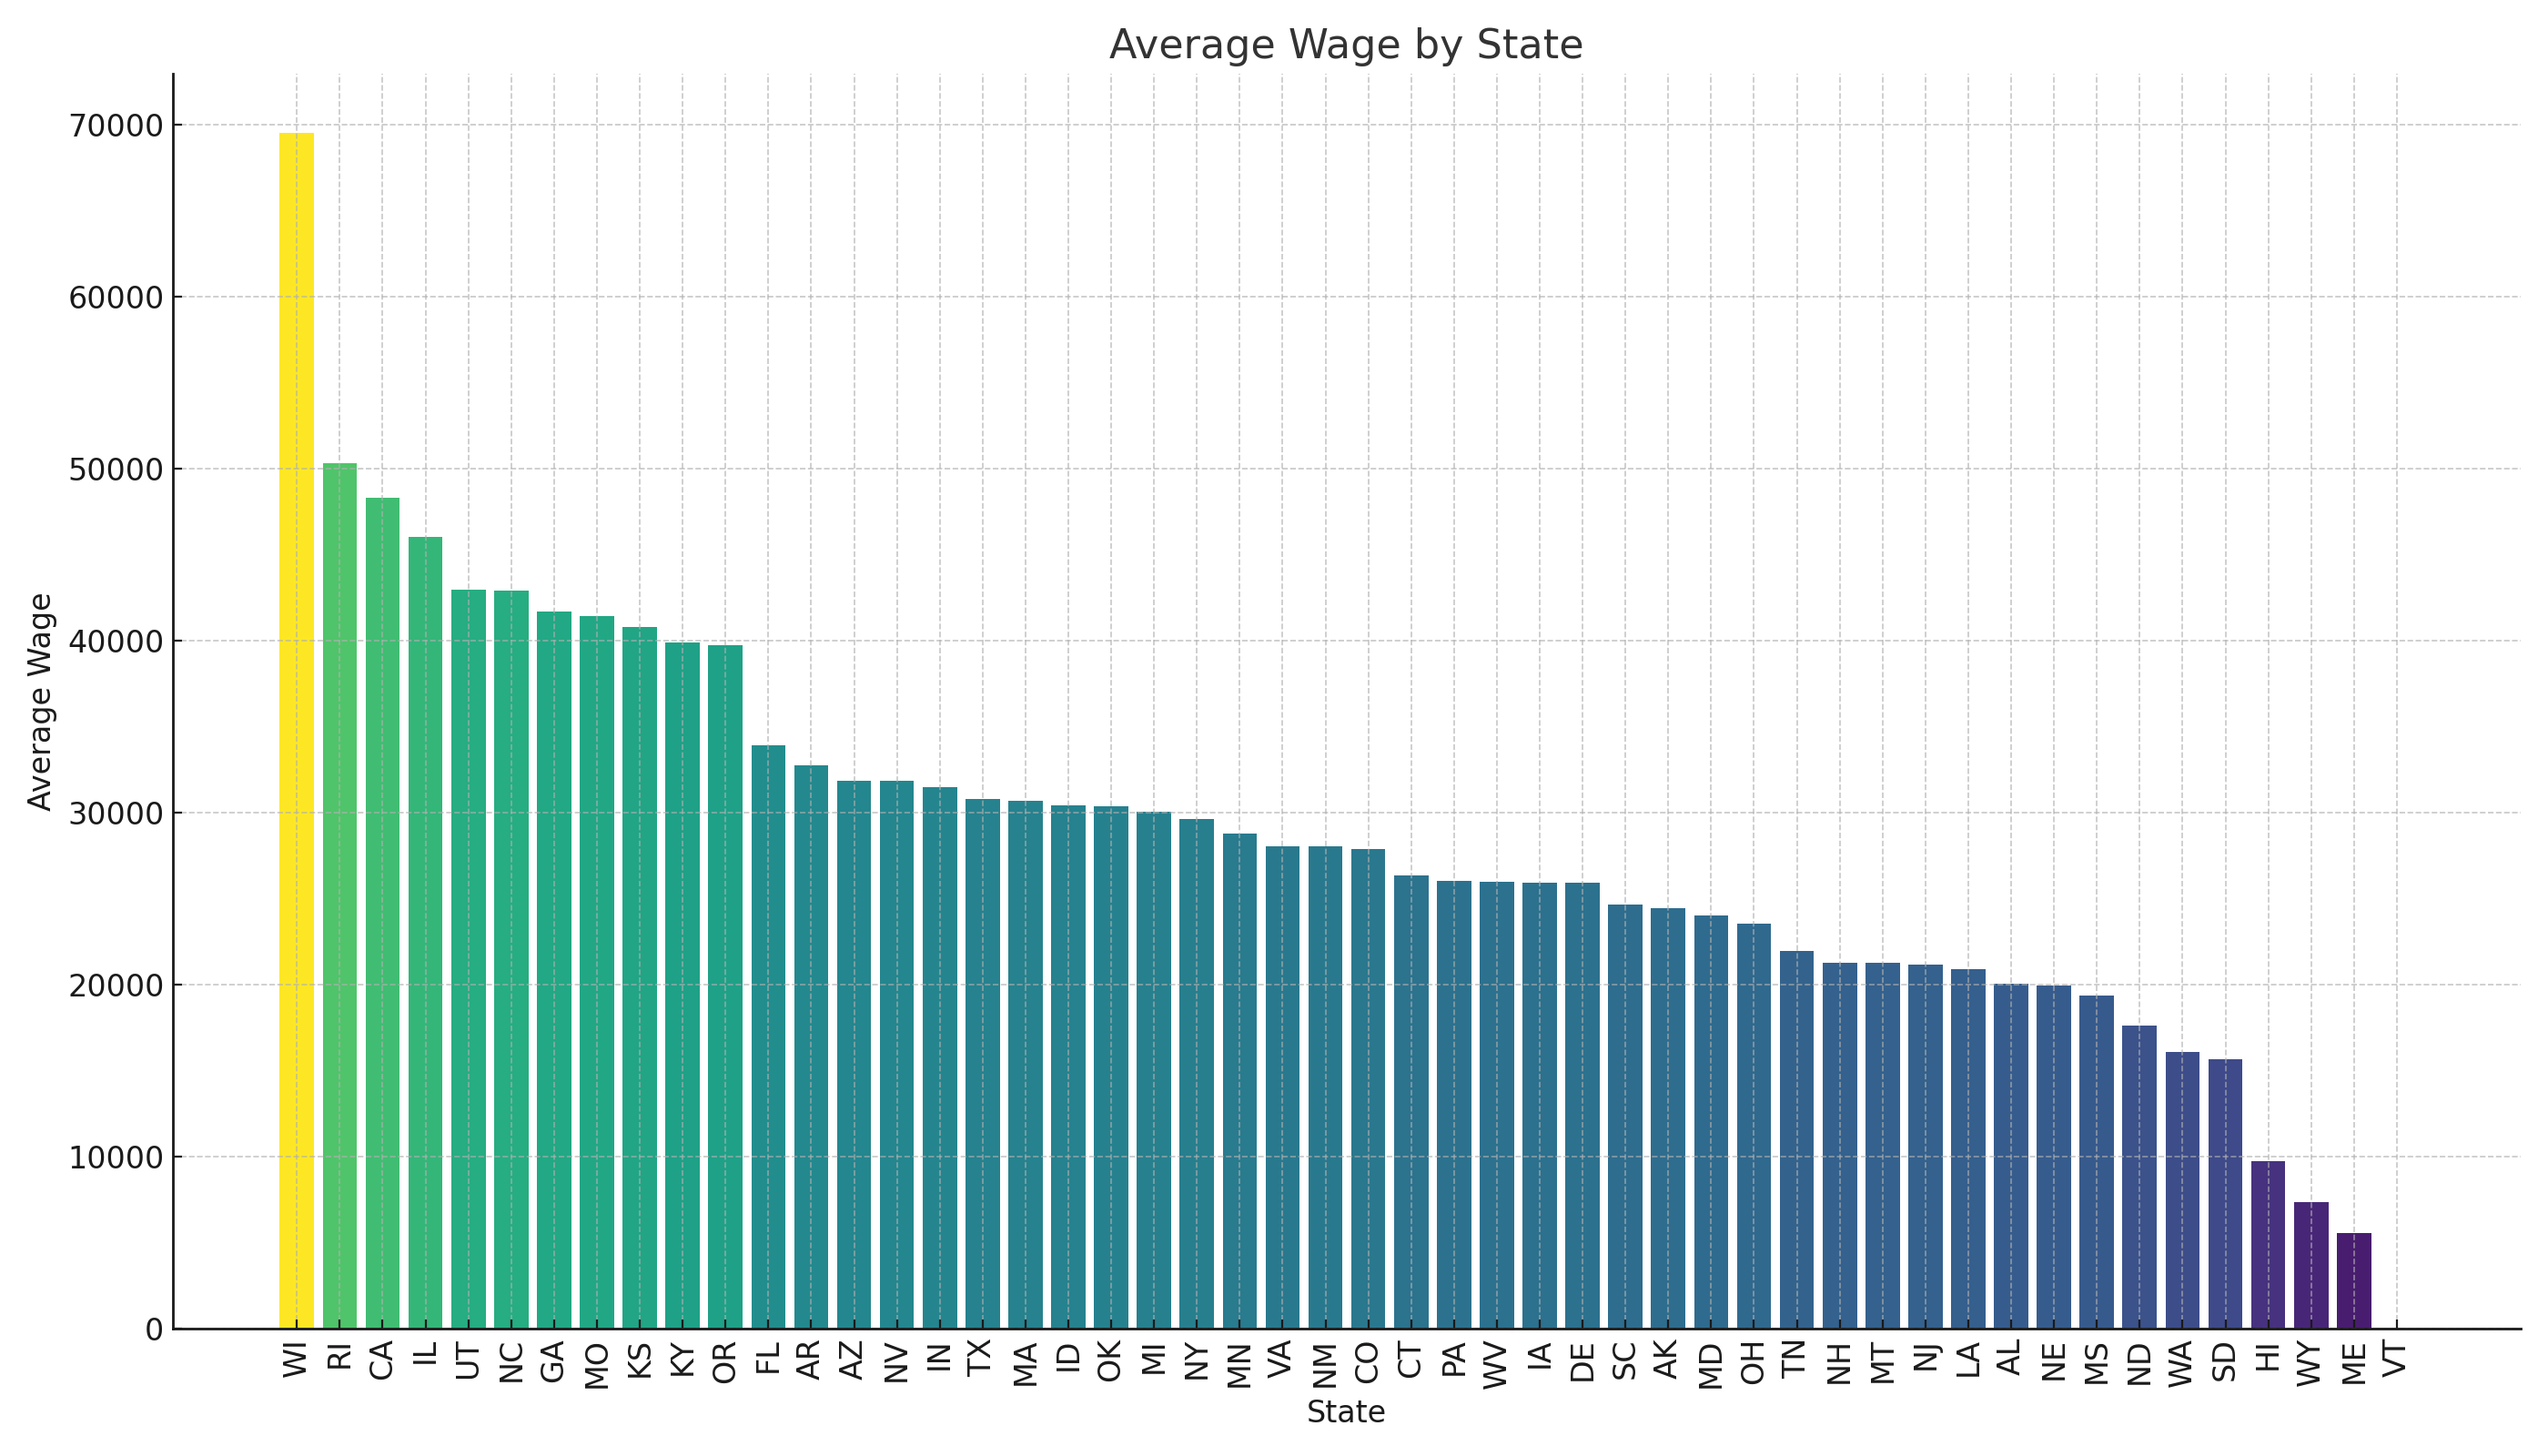 Average Wage by State
Average Wage
70000
60000
50000
40000
30000
20000
10000
0
WI RI CA IL UT NC GA MO KS KY OR FL AR AZ NV IN TX MA ID OK MI NY MN VA NM CO CT PA WV IA DE SC AK MD OH TN NH MT NJ LA AL NE MS ND WA SD HI WY ME VT
State